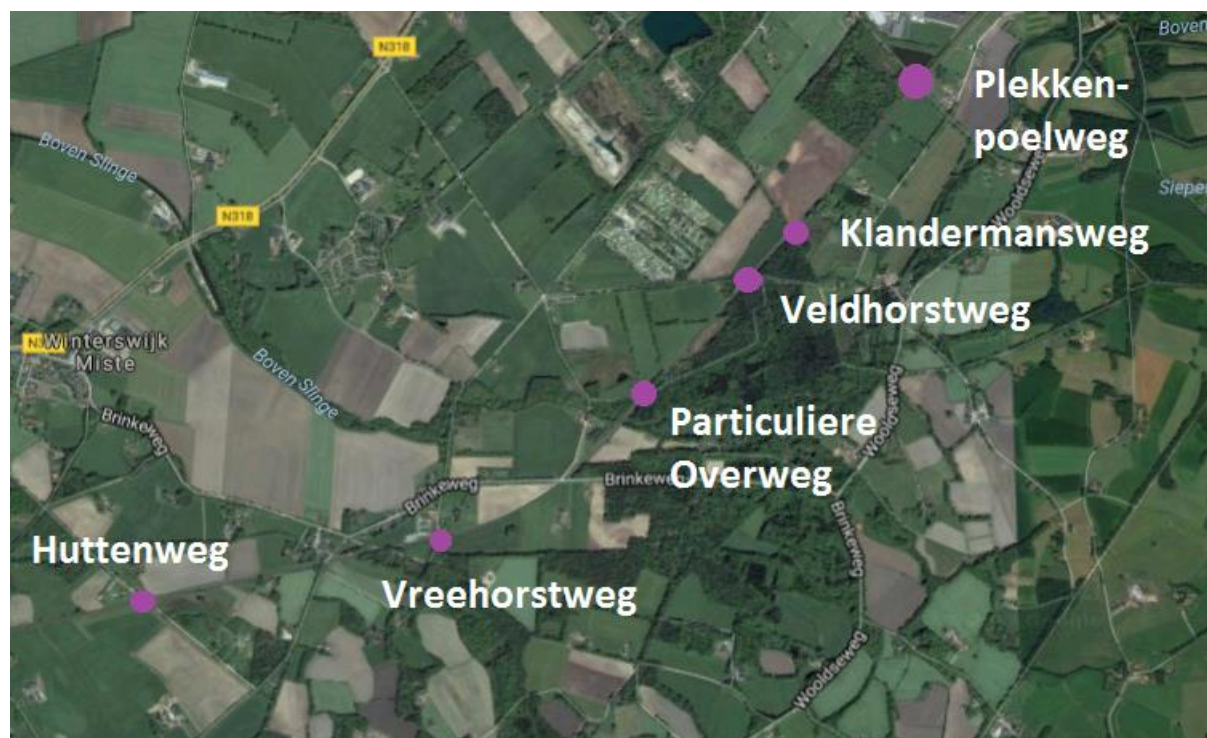 N318
Boven
Plekken-
poelweg
Boven Slinge
Wooldseweg
Sieper
N318
Klandermansweg
Veldhorstweg
Winterswijk
Miste
Boven Slinge
Brinkeweg
Wooldseweg
Particuliere
Overweg
Brinkeweg
Brinkeweg
Brinkeweg
Huttenweg
Vreehorstweg
Wooldseweg